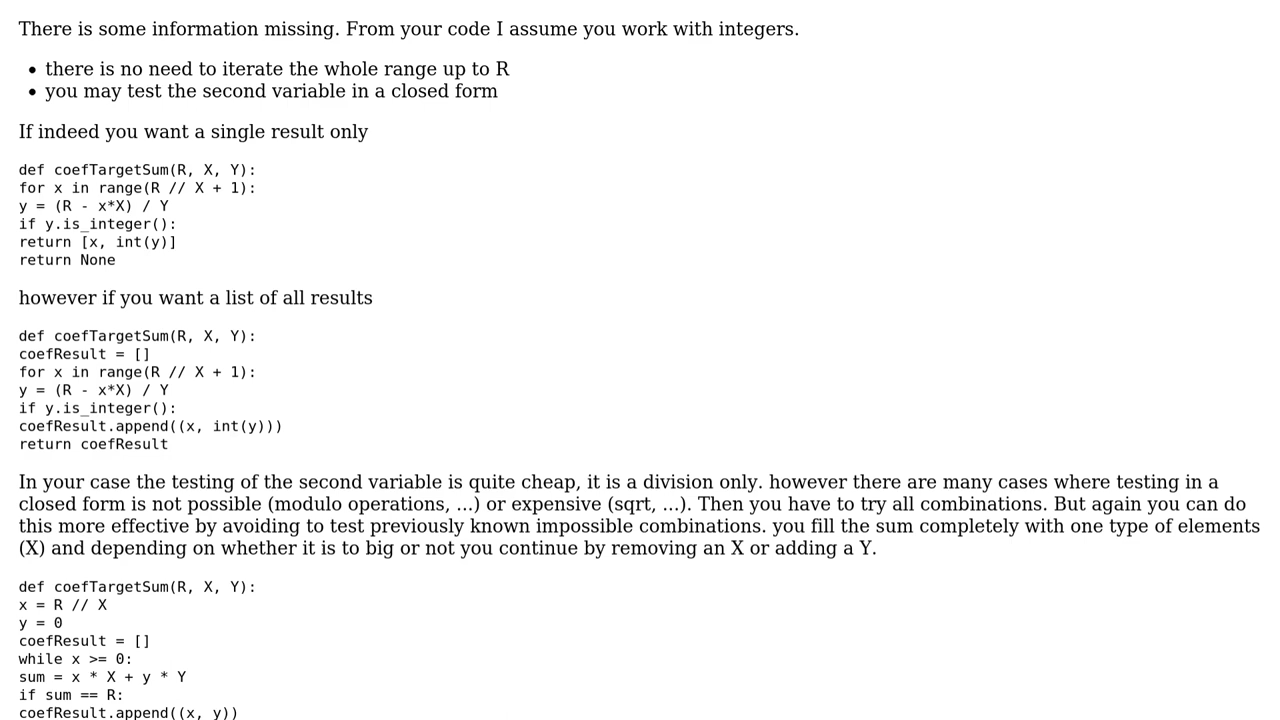 There is some information missing. From your code I assume you work with integers.
• there is no need to iterate the whole range up to R
• you may test the second variable in a closed form
If indeed you want a single result only
def coefTargetSum(R, X, Y):
for x in range(R // X + 1):
y = (R - x*X) / Y
if y.is_integer():
return [x, int(y)]
return None
however if you want a list of all results
def coefTargetSum(R, X, Y):
coefResult = []
for x in range(R // X + 1):
y = (R - x*X) / Y
if y.is_integer():
coefResult.append((x, int(y)))
return coefResult
In your case the testing of the second variable is quite cheap, it is a division only. however there are many cases where testing in a
closed form is not possible (modulo operations, ...) or expensive (sqrt, ...). Then you have to try all combinations. But again you can do
this more effective by avoiding to test previously known impossible combinations. you fill the sum completely with one type of elements
(X) and depending on whether it is to big or not you continue by removing an X or adding a Y.
def coefTargetSum(R, X, Y):
x = R // X
y = 0
coefResult = []
while x >= 0:
sum = x * X + y * Y
if sum == R:
coefResult.append((x, y))